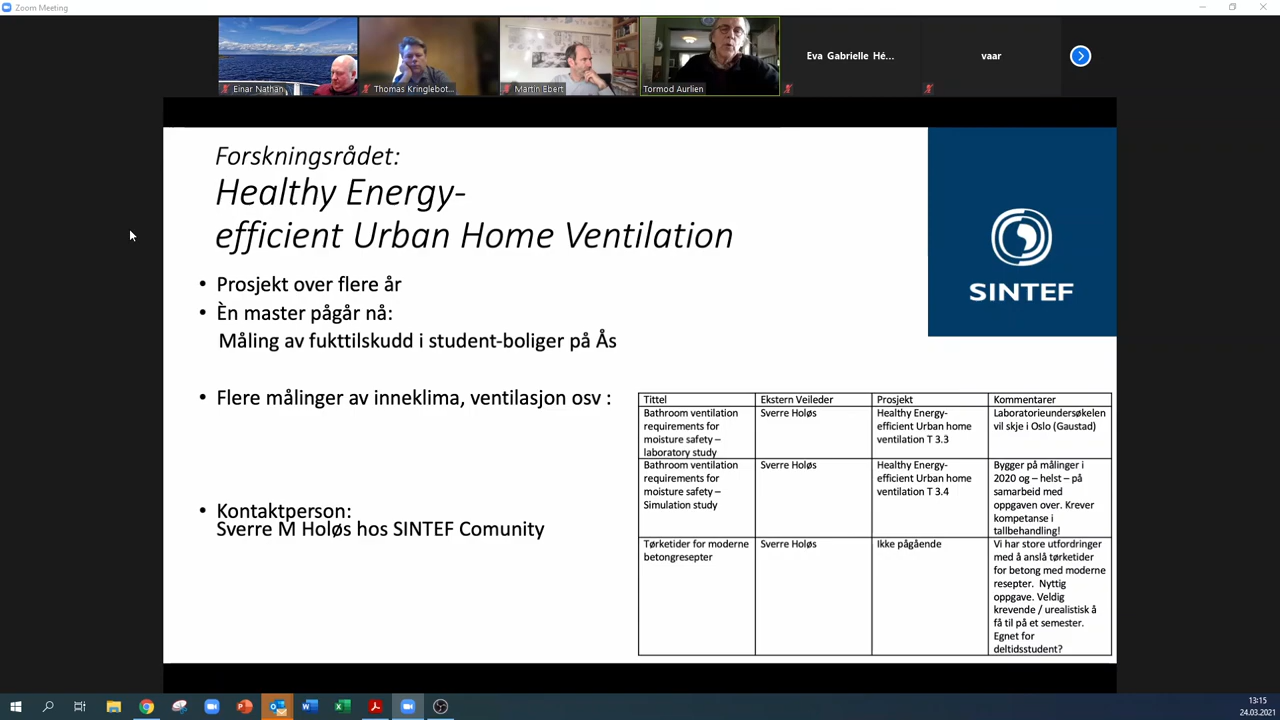 Zoom Meeting
Einar Nathan
Thomas Kringlebot...
Martin Ebert
Tormod Aurlien
Eva Gabrielle Hé...
vaar
Forskningsrådet:
Healthy Energy-
efficient Urban Home Ventilation
SINTEF
• Prosjekt over flere år
• Èn master pågår nå:
Måling av fukttilskudd i student-boliger på Ås
• Flere målinger av inneklima, ventilasjon osv :
• Kontaktperson:
Sverre M Holøs hos SINTEF Comunity
Tittel
Ekstern Veileder
Prosjekt
Kommentarer
Bathroom ventilation
requirements for
moisture safety –
laboratory study
Sverre Holøs
Healthy Energy-
efficient Urban home
ventilation T 3.3
Laboratorieundersøkelen
vil skje i Oslo (Gaustad)
Bathroom ventilation
requirements for
moisture safety –
Simulation study
Sverre Holøs
Healthy Energy-
efficient Urban home
ventilation T 3.4
Bygger på målinger i
2020 og – helst – på
samarbeid med
oppgaven over. Krever
kompetanse i
tallbehandling!
Tørketider for moderne
betongresepter
Sverre Holøs
Ikke pågående
Vi har store utfordringer
med å anslå tørketider
for betong med moderne
resepter. Nyttig
oppgave. Veldig
krevende / urealistisk å
få til på et semester.
Egnet for
deltidsstudent?
13:15
24.03.2021